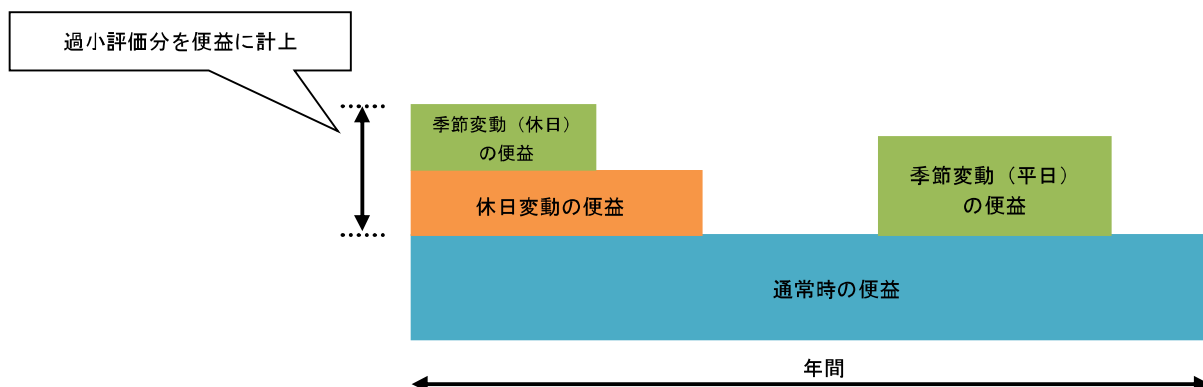 過小評価分を便益に計上
季節変動（休日）
の便益
休日変動の便益
季節変動（平日）
の便益
通常時の便益
年間